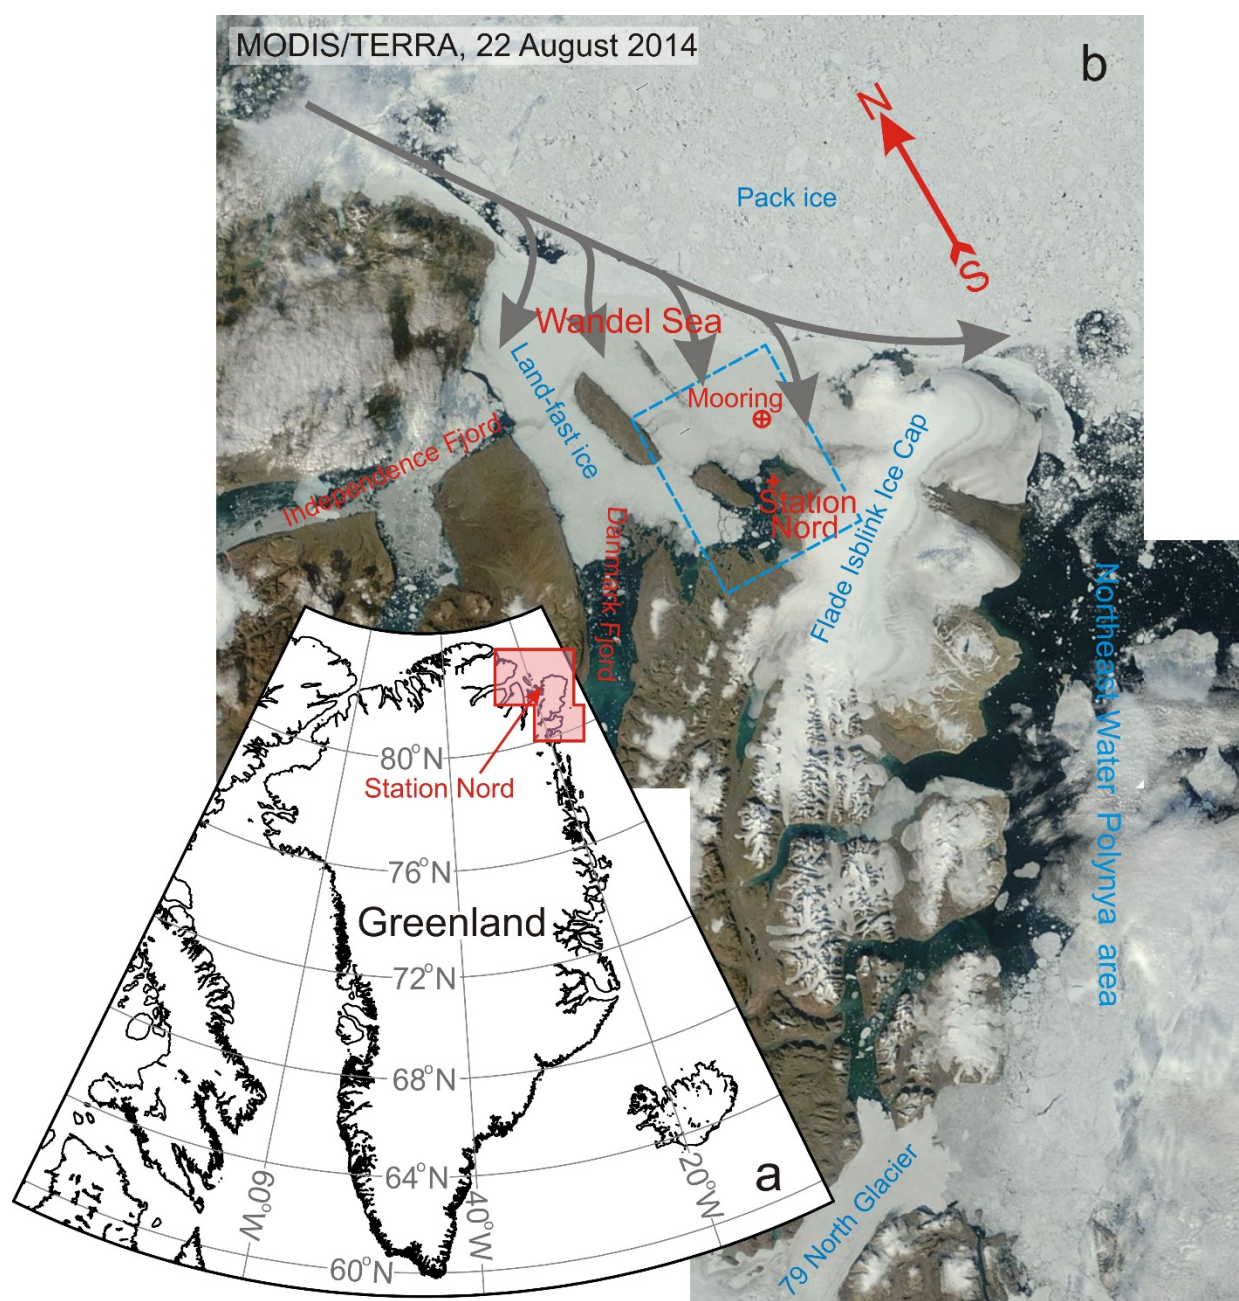 MODIS/TERRA, 22 August 2014
b
N
S
Pack ice
Wandel Sea
Land-fast ice
Mooring
Independence Fjord
Station
Nord
Flade Isblink Ice Cap
Danmark Fjord
Northeast Water Polynya area
79 North Glacier
80°N
Station Nord
76°N
Greenland
72°N
68°N
64°N
60°N
60°W
40°W
20°W
a